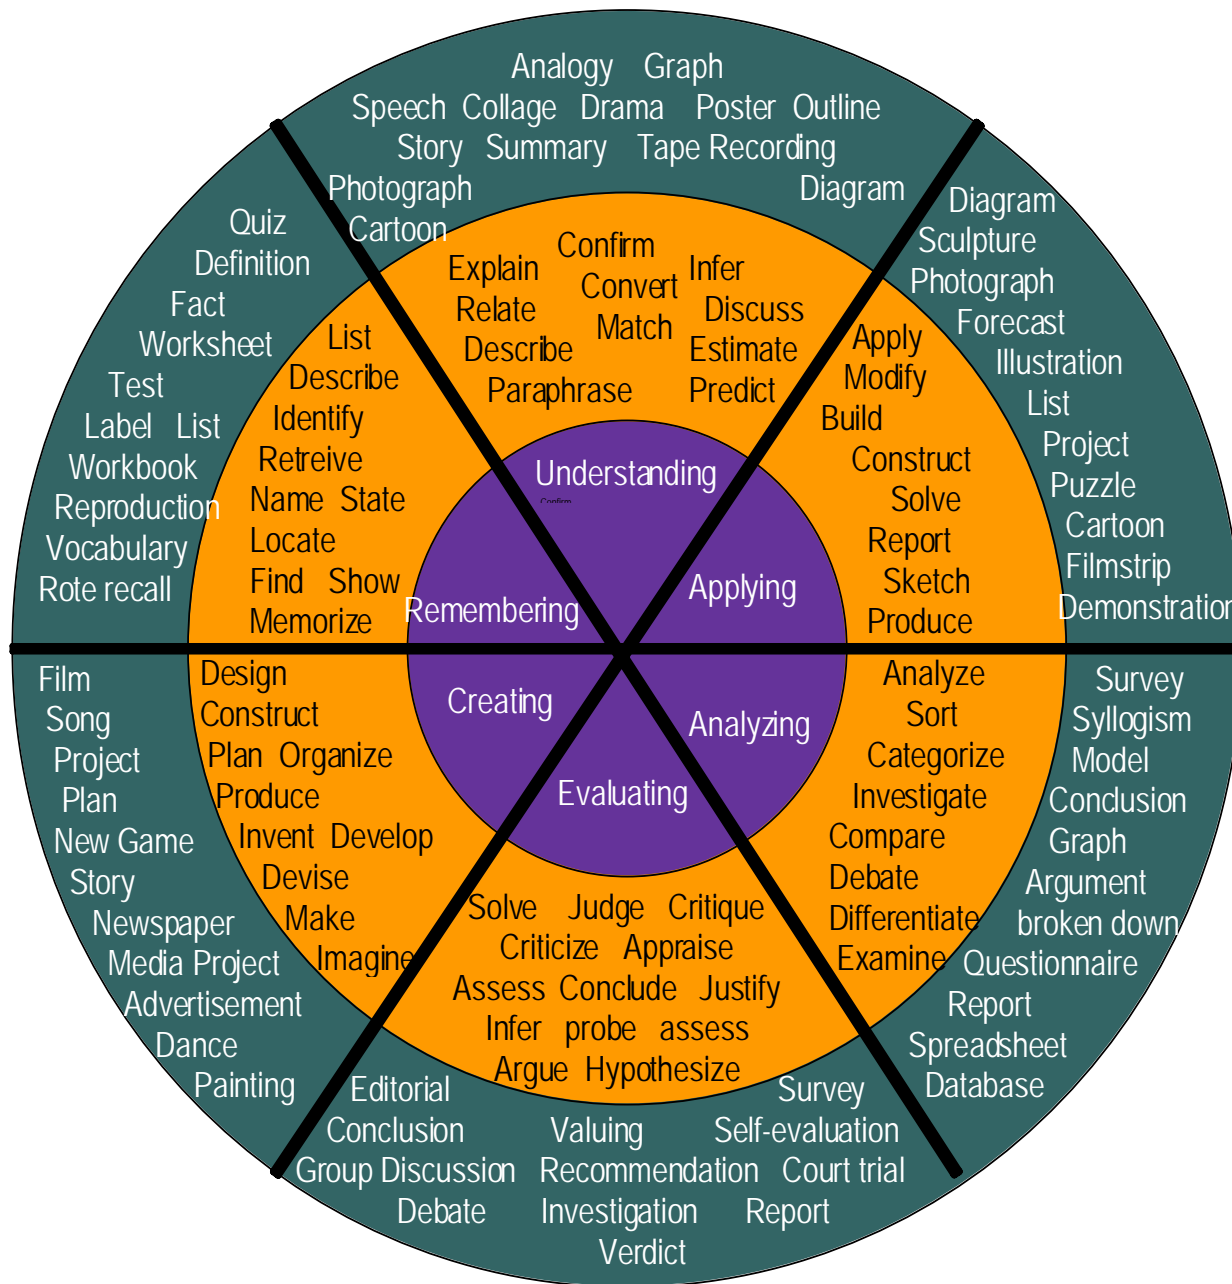 Analogy Graph
Speech Collage Drama Poster Outline
Story Summary Tape Recording
Photograph Diagram
Cartoon
Confirm
Explain Infer
Convert
Relate Discuss
Match
Describe Estimate
Paraphrase Predict
Understanding
Confirm
Diagram
Sculpture
Photograph
Forecast
Illustration
List
Project
Puzzle
Cartoon
Filmstrip
Demonstration
Apply
Modify
Build
Construct
Solve
Report
Sketch
Produce
Applying
Analyzing
Analyze
Sort
Categorize
Investigate
Compare
Debate
Differentiate
Examine
Survey
Syllogism
Model
Conclusion
Graph
Argument
broken down
Questionnaire
Report
Spreadsheet
Database
Evaluating
Solve Judge Critique
Criticize Appraise
Assess Conclude Justify
Infer probe assess
Argue Hypothesize
Editorial Survey
Conclusion Valuing Self-evaluation
Group Discussion Recommendation Court trial
Debate Investigation Report
Verdict
Creating
Design
Construct
Plan Organize
Produce
Invent Develop
Devise
Make
Imagine
Film
Song
Project
Plan
New Game
Story
Newspaper
Media Project
Advertisement
Dance
Painting
Remembering
List
Describe
Identify
Retreive
Name State
Locate
Find Show
Memorize
Quiz
Definition
Fact
Worksheet
Test
Label List
Workbook
Reproduction
Vocabulary
Rote recall